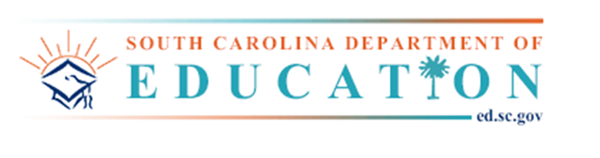 SOUTH CAROLINA DEPARTMENT OF
EDUCATION
ed.sc.gov